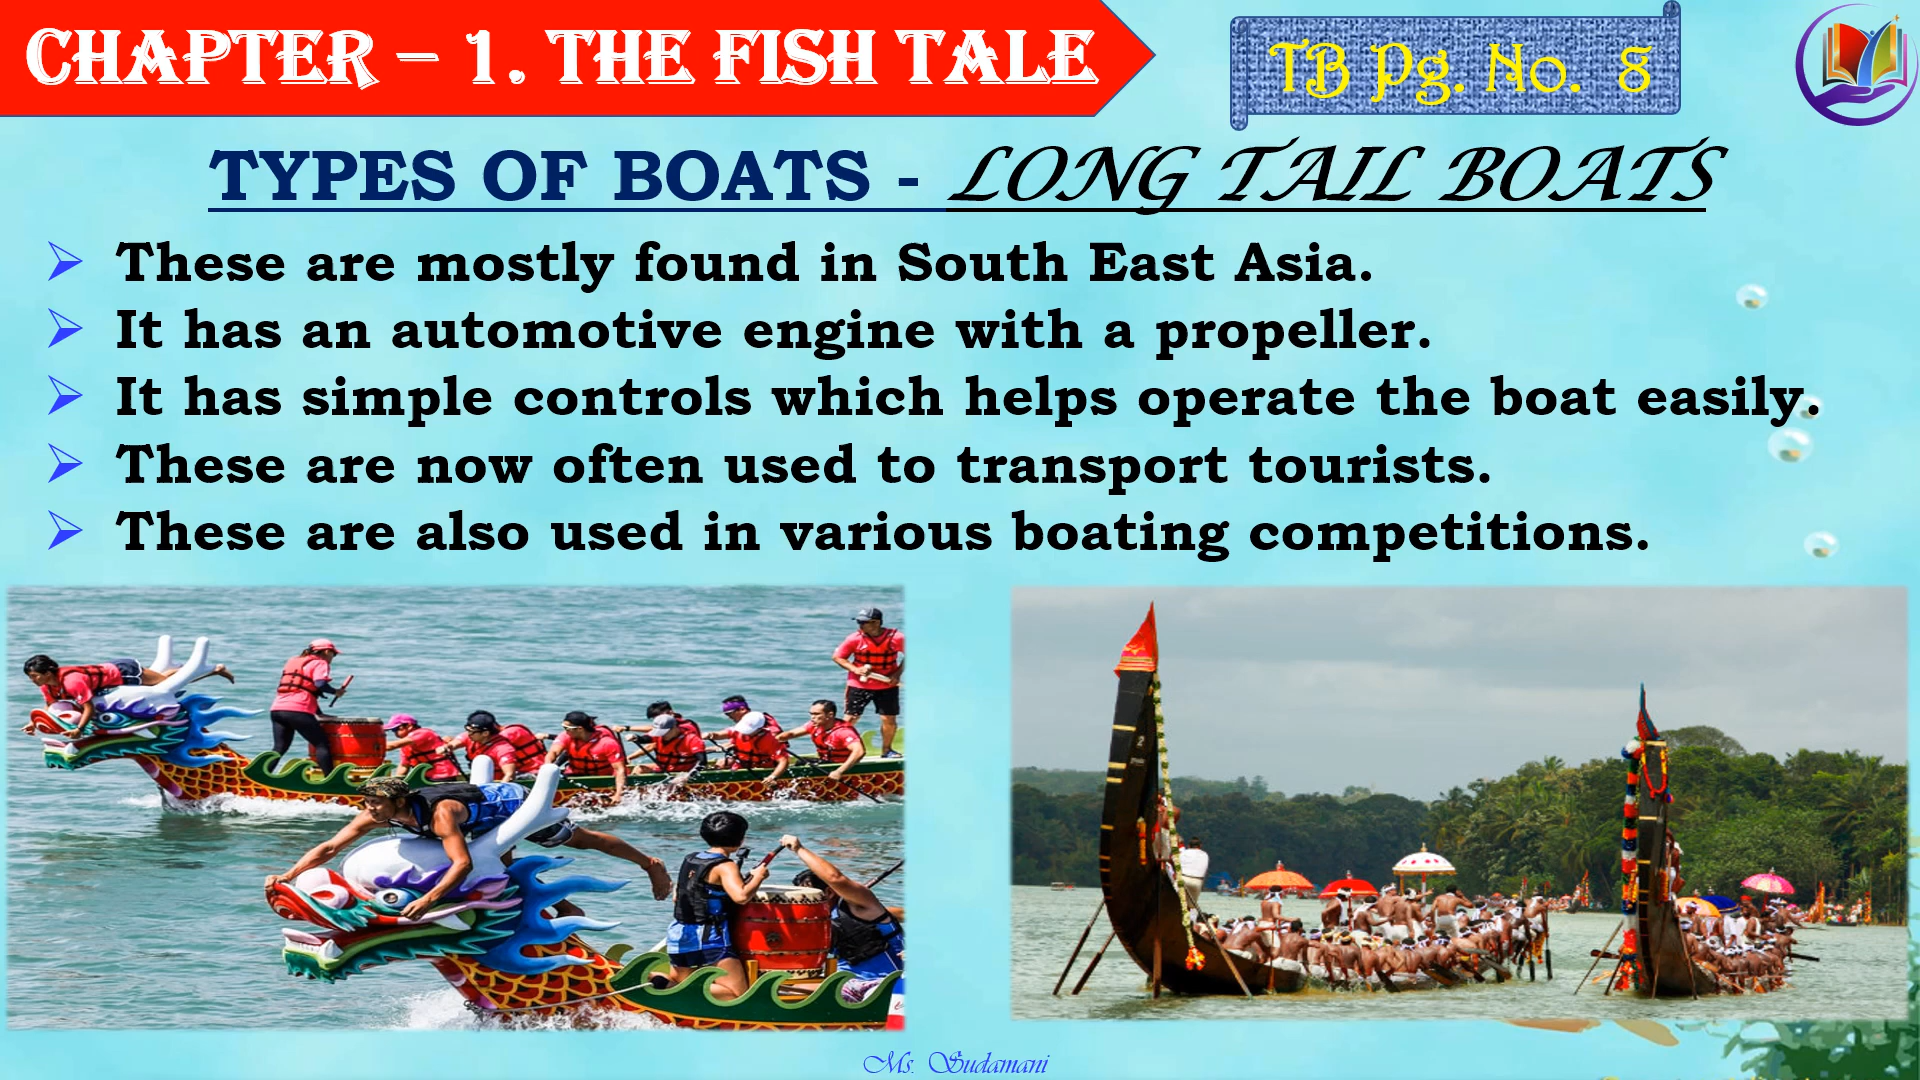 CHAPTER – 1. THE FISH TALE
TB Pg. No. 8
TYPES OF BOATS - LONG TAIL BOATS
These are mostly found in South East Asia.
It has an automotive engine with a propeller.
It has simple controls which helps operate the boat easily.
These are now often used to transport tourists.
These are also used in various boating competitions.
Ms. Sudamani